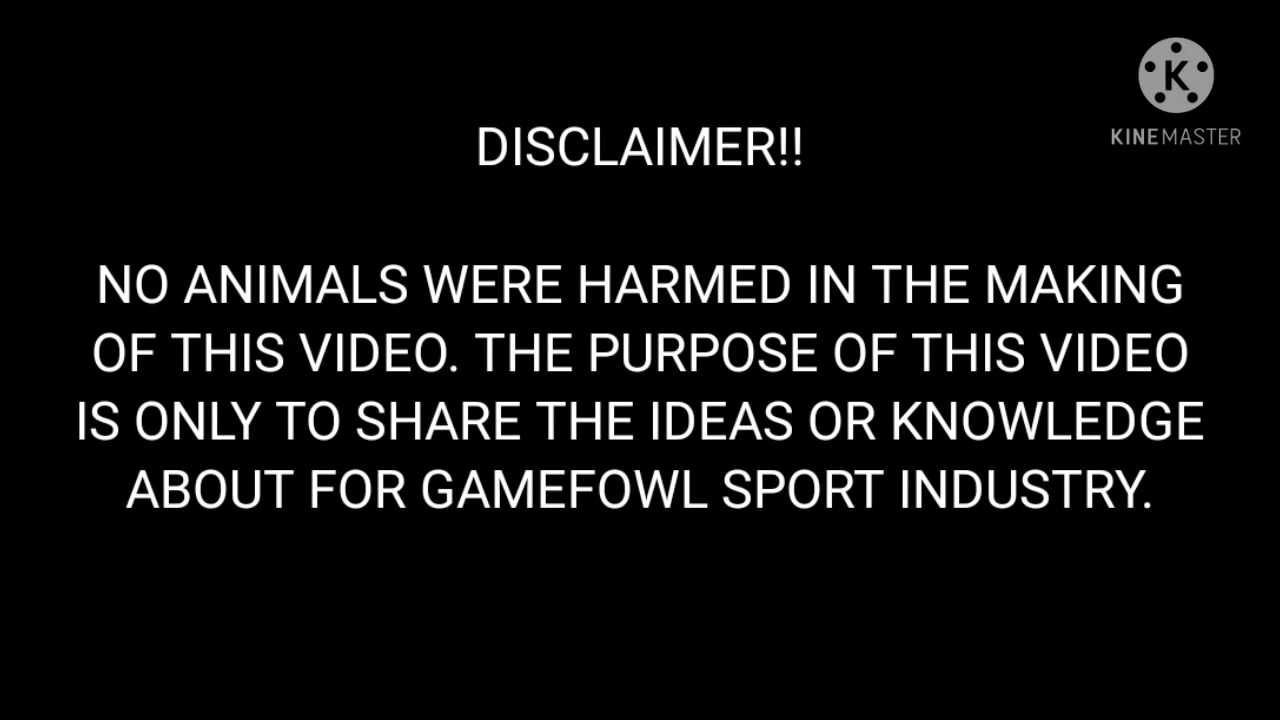 K
KINEMASTER
DISCLAIMER!!
NO ANIMALS WERE HARMED IN THE MAKING
OF THIS VIDEO. THE PURPOSE OF THIS VIDEO
IS ONLY TO SHARE THE IDEAS OR KNOWLEDGE
ABOUT FOR GAMEFOWL SPORT INDUSTRY.